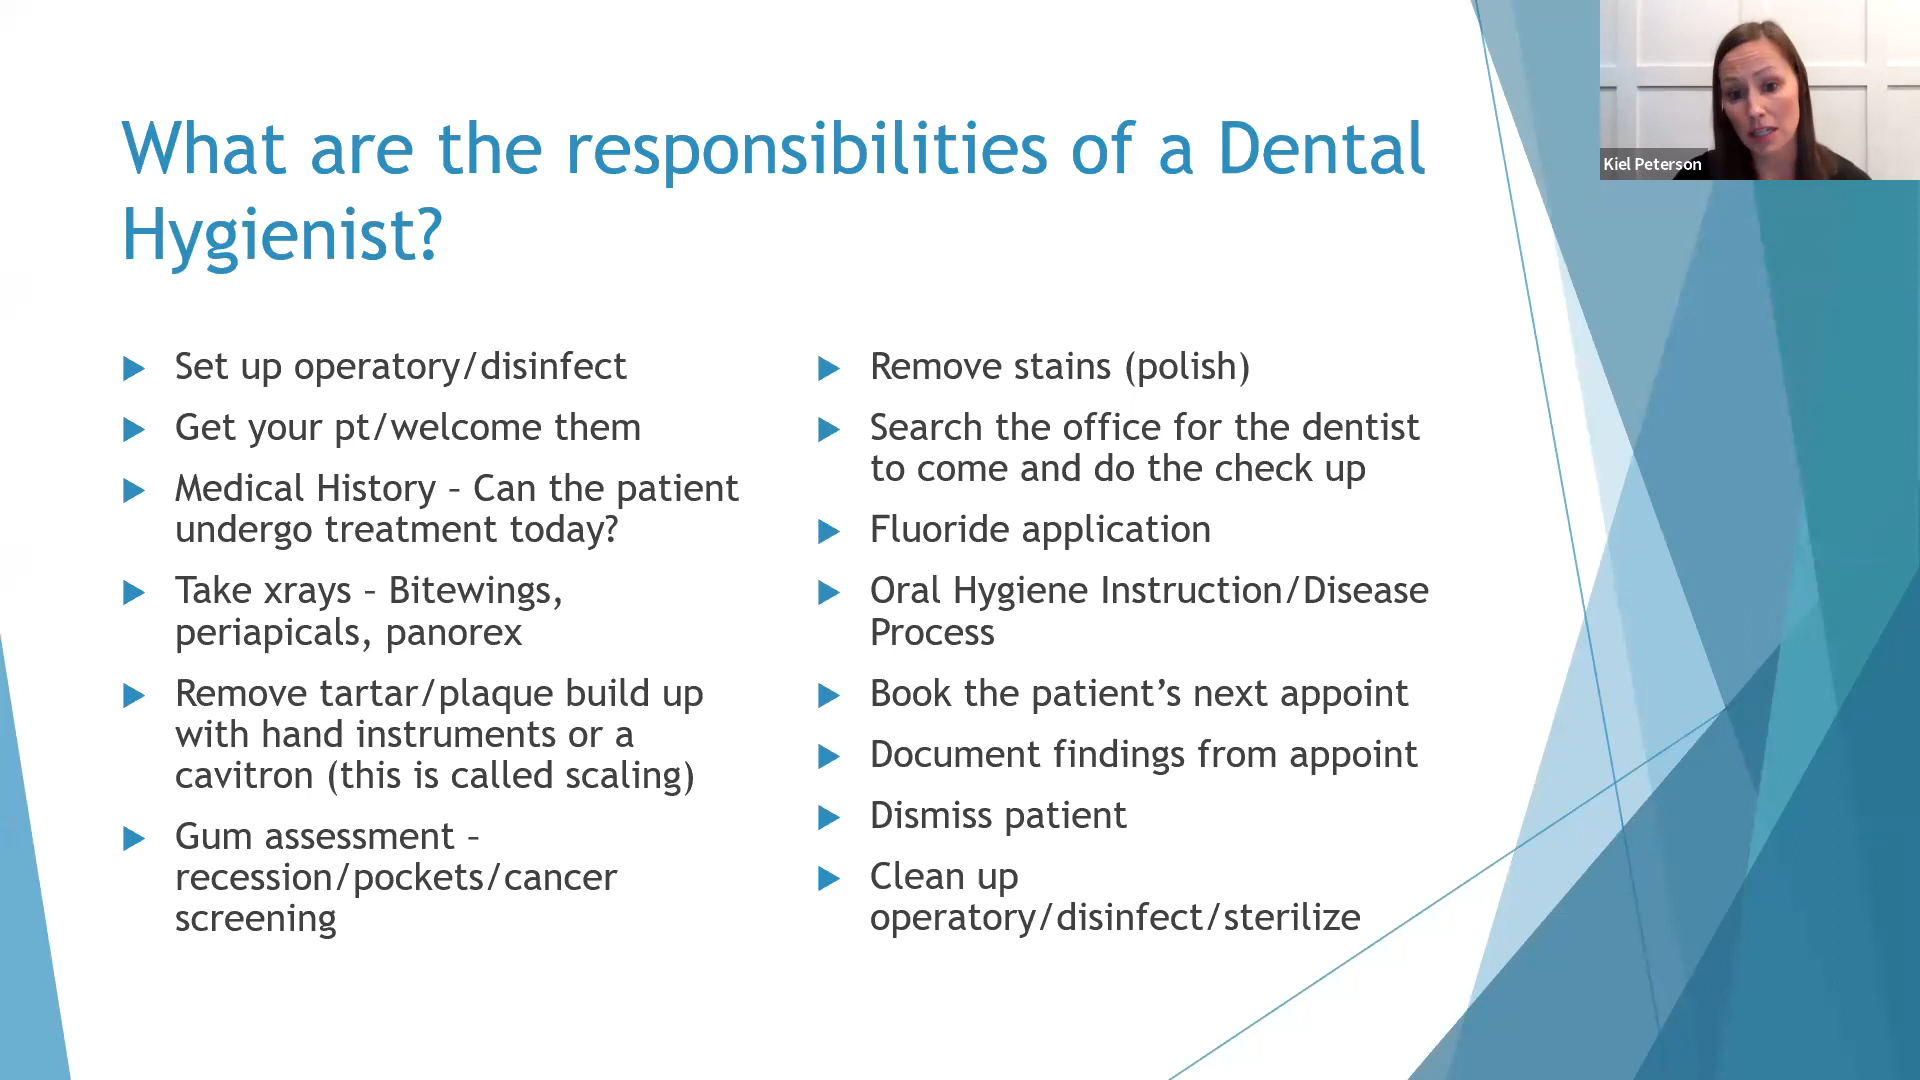 What are the responsibilities of a Dental
Hygienist?
Set up operatory/disinfect
Get your pt/welcome them
Medical History – Can the patient
undergo treatment today?
Take xrays – Bitewings,
periapicals, panorex
Remove tartar/plaque build up
with hand instruments or a
cavitron (this is called scaling)
Gum assessment –
recession/pockets/cancer
screening
Remove stains (polish)
Search the office for the dentist
to come and do the check up
Fluoride application
Oral Hygiene Instruction/Disease
Process
Book the patient’s next appoint
Document findings from appoint
Dismiss patient
Clean up
operatory/disinfect/sterilize
Kiel Peterson